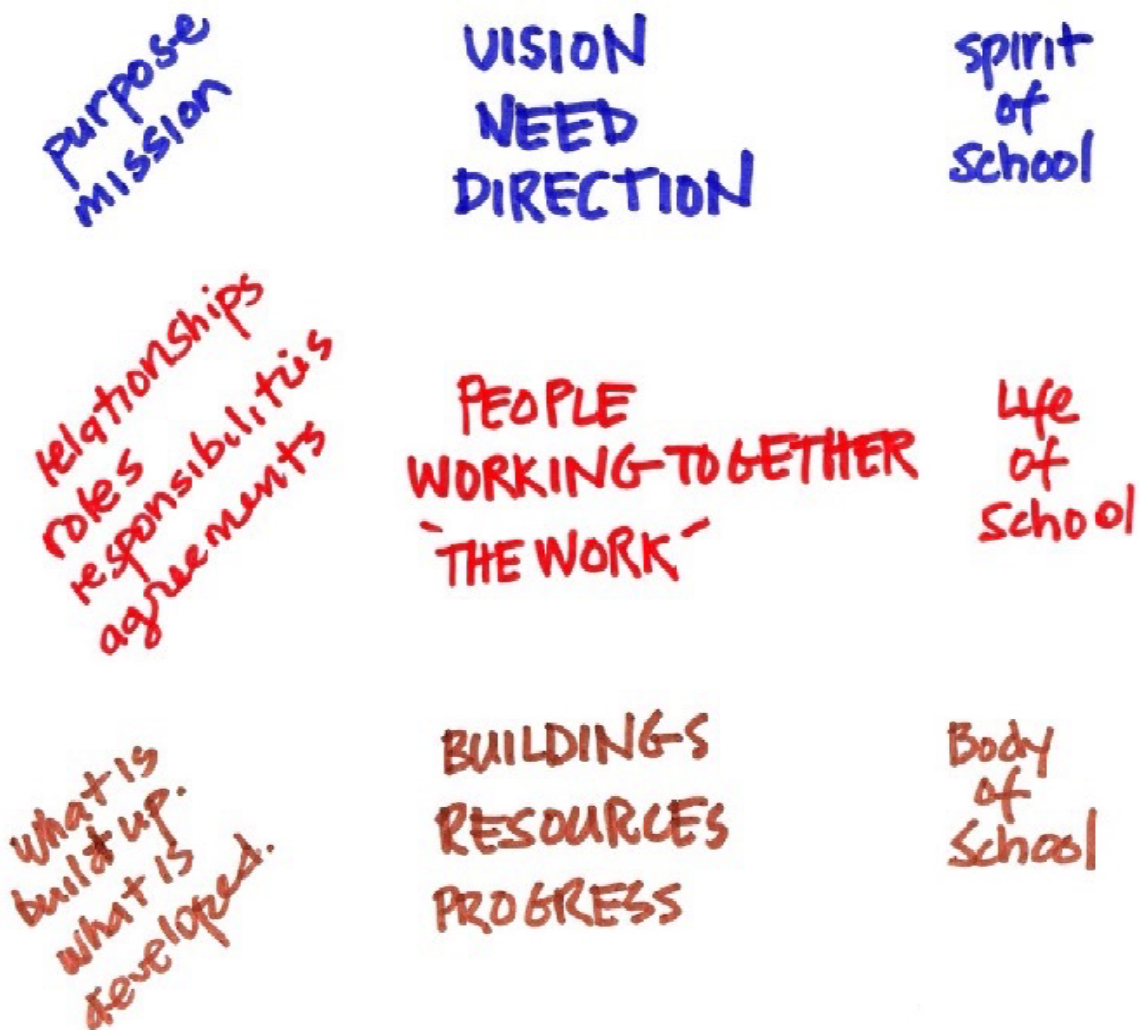 purpose
mission
VISION
NEED
DIRECTION
spirit
of
school
relationships
roles
responsibilities
agreements
PEOPLE
WORKING-TOGETHER
`THE WORK´
Life
of
School
what is
build up.
what is
developed.
BUILDINGS
RESOURCES
PROGRESS
Body
of
School